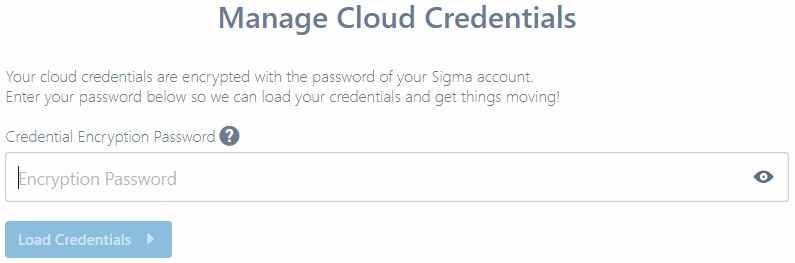 Manage Cloud Credentials
Your cloud credentials are encrypted with the password of your Sigma account.
Enter your password below so we can load your credentials and get things moving!
Credential Encryption Password ?
Encryption Password
Load Credentials